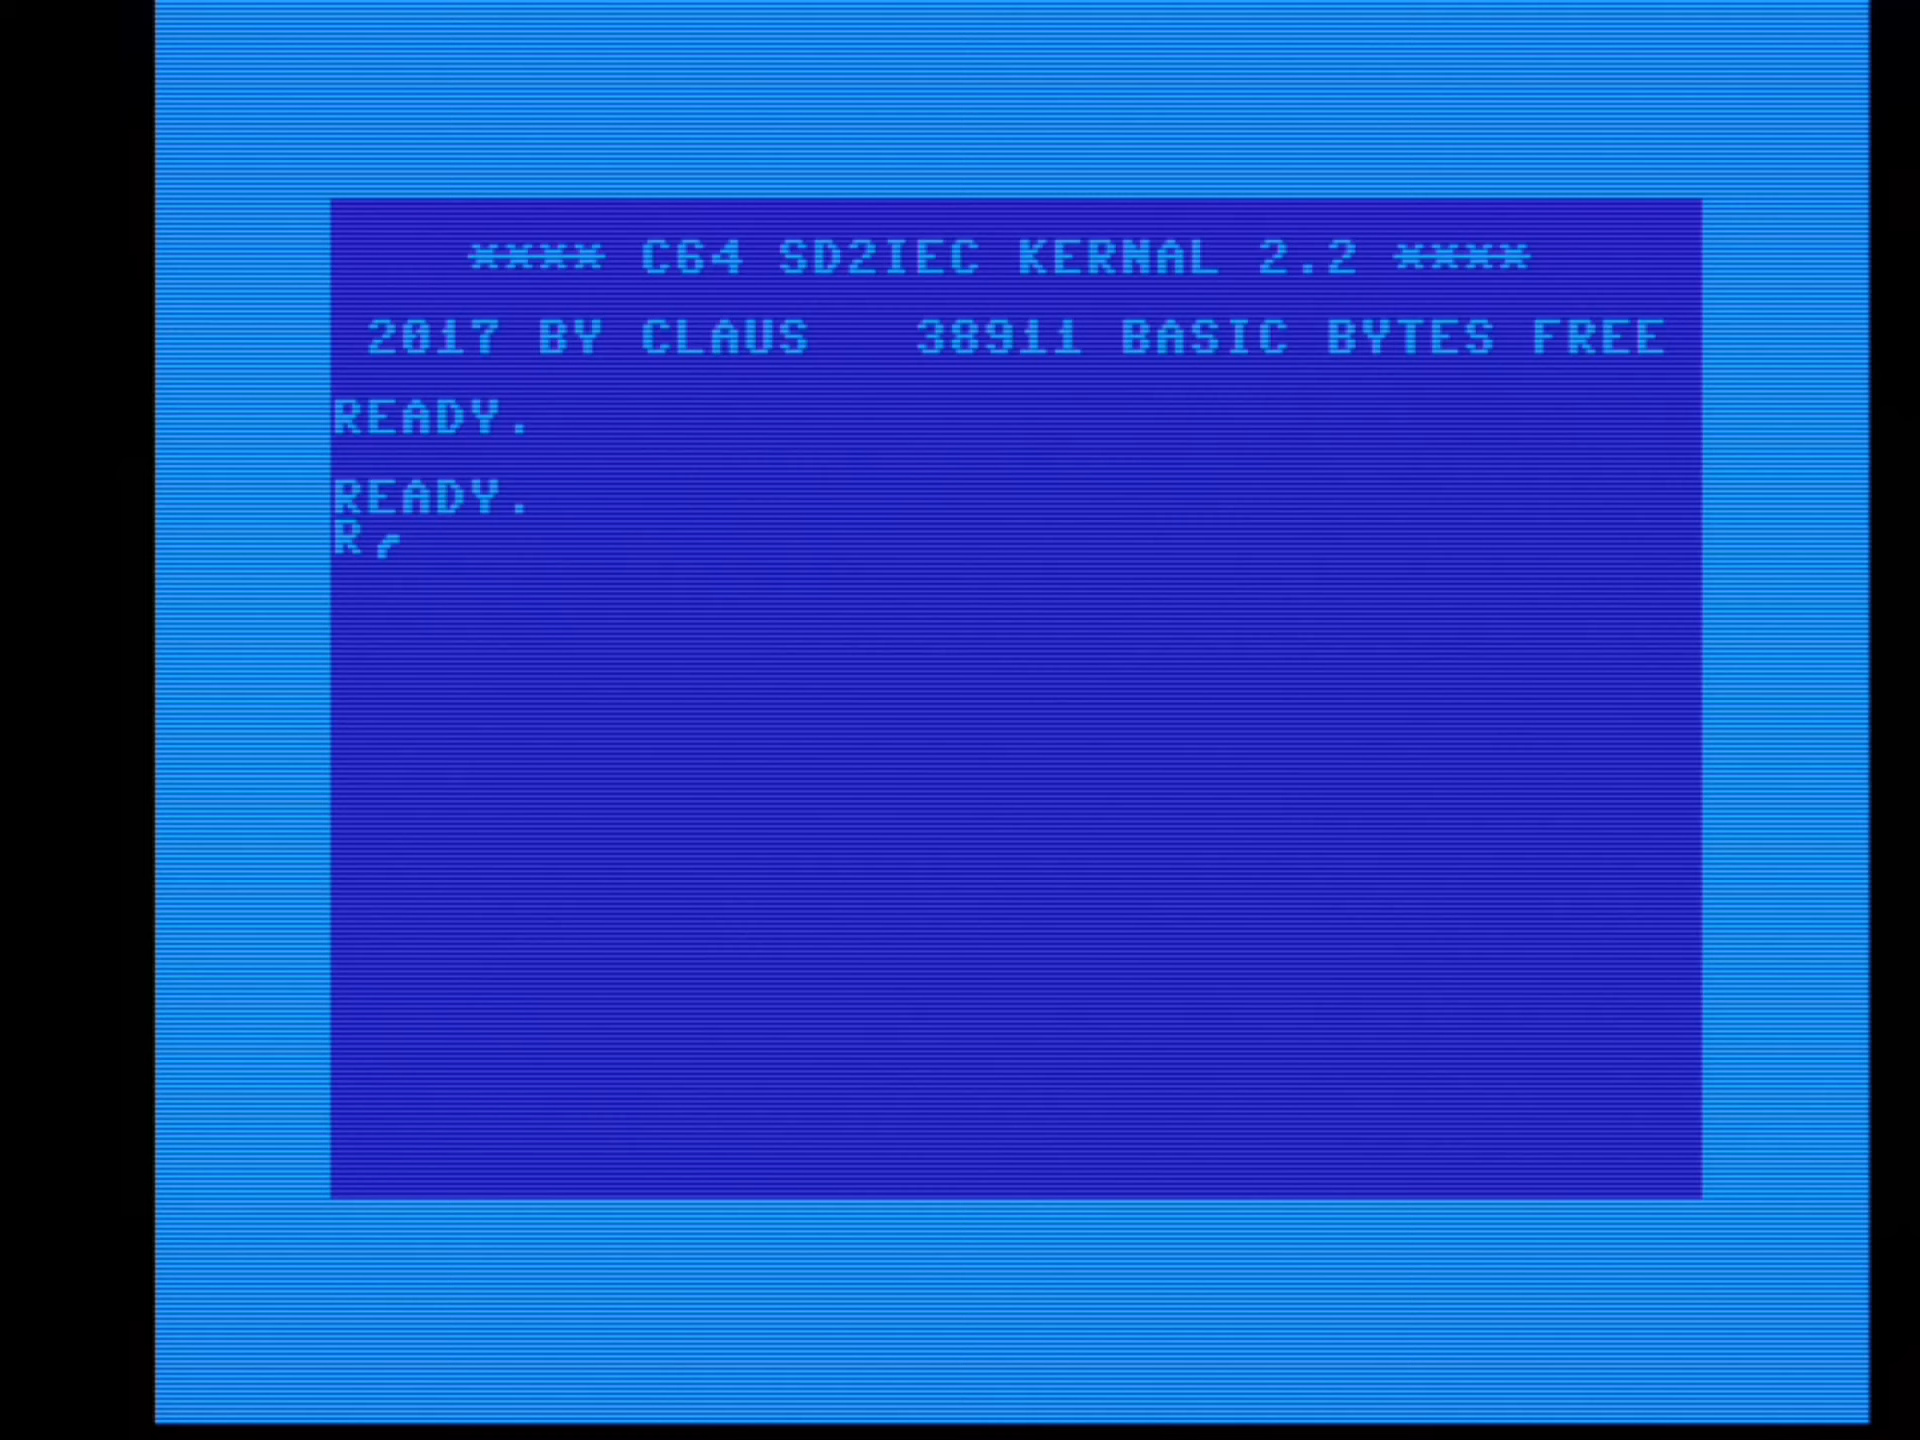 **** C64 SD2IEC KERNAL 2.2 ****
2017 BY CLAUS   38911 BASIC BYTES FREE
READY.
READY.
R╭